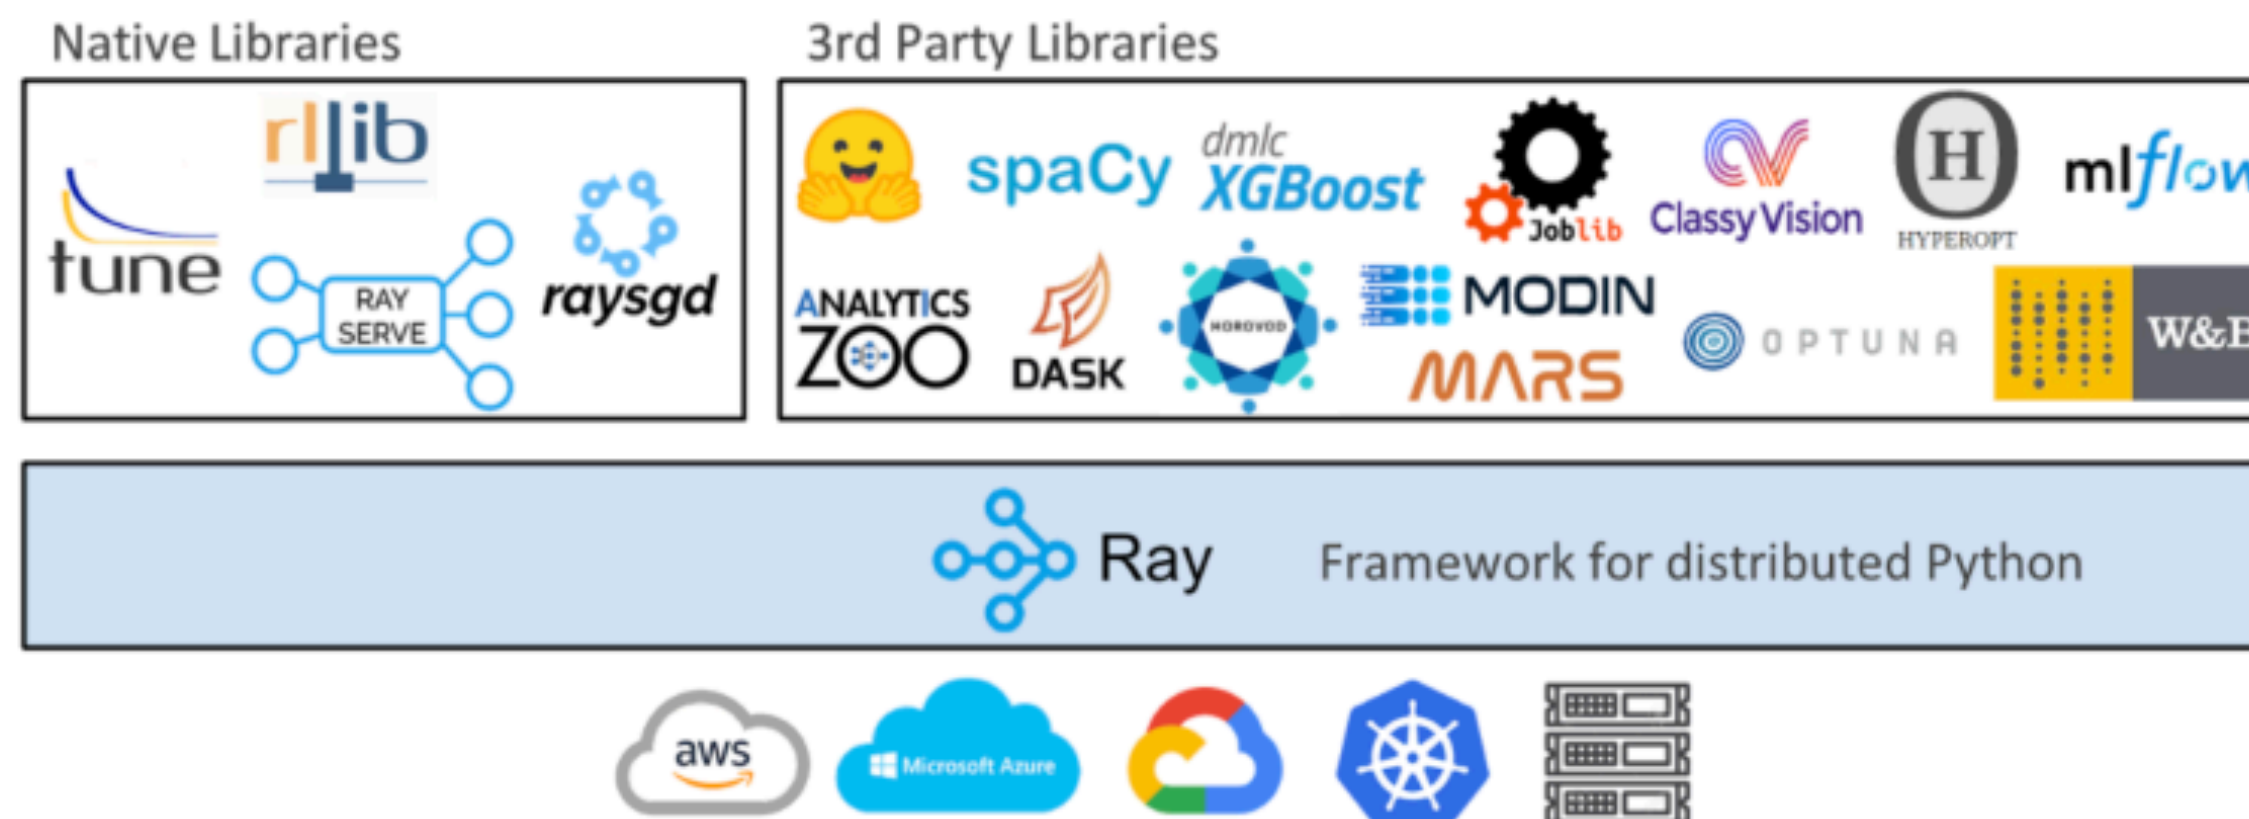 Native Libraries
3rd Party Libraries
rllib
tune
RAY
SERVE
raysgd
spaCy
dmlc
XGBoost
Joblib
Classy Vision
H
HYPEROPT
mlflow
ANALYTICS
ZOO
DASK
HOROVOD
MODIN
MARS
OPTUNA
W&B
Ray
Framework for distributed Python
aws
Microsoft Azure